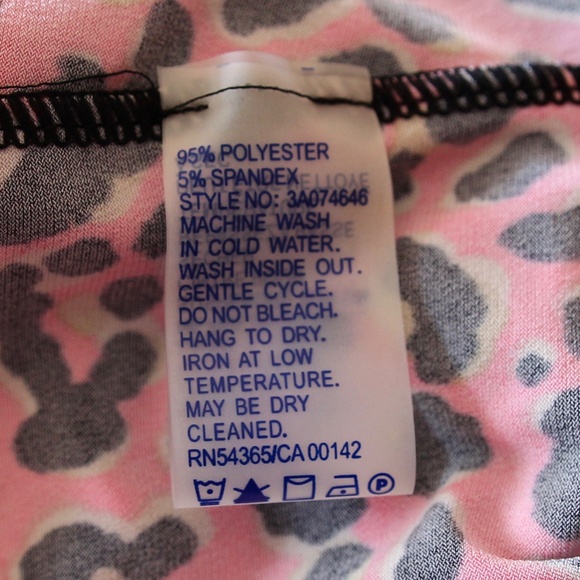 95% POLYESTER
5% SPANDEX
STYLE NO: 3A074646
MACHINE WASH
IN COLD WATER.
WASH INSIDE OUT.
GENTLE CYCLE.
DO NOT BLEACH.
HANG TO DRY.
IRON AT LOW
TEMPERATURE.
MAY BE DRY
CLEANED.
RN54365/CA 00142
P